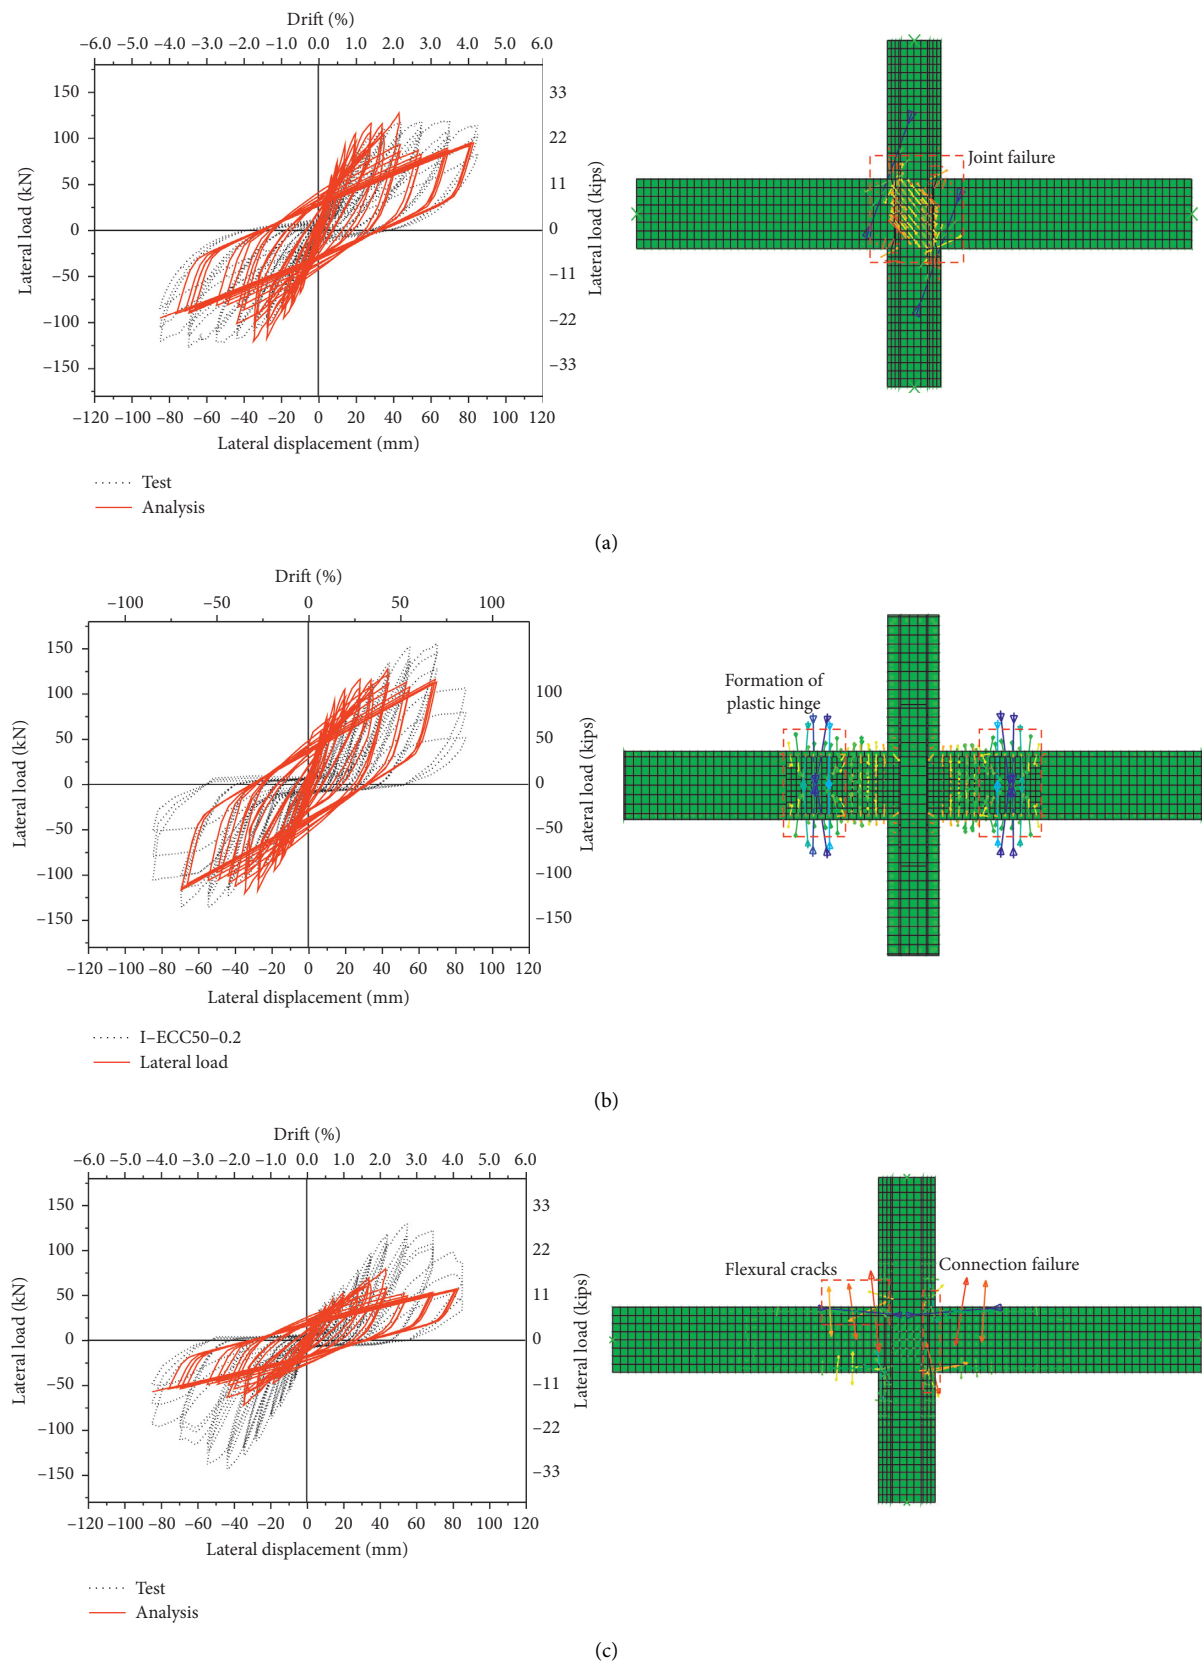 Drift (%)
–6.0 –4.0 –3.0 –2.0 –1.0 0.0 1.0 2.0 3.0 4.0 5.0 6.0
150
100
50
0
–50
–100
–150
Lateral load (kN)
33
22
11
0
–11
–22
–33
Lateral load (kips)
–120 –100 –80 –60 –40 –20 0 20 40 60 80 100 120
Lateral displacement (mm)
Test
Analysis
Joint failure
(a)
Drift (%)
–100 –50 0 50 100
150
100
50
0
–50
–100
–150
Lateral load (kN)
100
50
0
–50
–100
–150
Lateral load (kips)
–120 –100 –80 –60 –40 –20 0 20 40 60 80 100 120
Lateral displacement (mm)
I–ECC50–0.2
Lateral load
Formation of
plastic hinge
(b)
Drift (%)
–6.0 –5.0 –4.0 –3.0 –2.0 –1.0 0.0 1.0 2.0 3.0 4.0 5.0 6.0
150
100
50
0
–50
–100
–150
Lateral load (kN)
33
22
11
0
–11
–22
–33
Lateral load (kips)
–120 –100 –80 –60 –40 –20 0 20 40 60 80 100 120
Lateral displacement (mm)
Test
Analysis
Flexural cracks
Connection failure
(c)